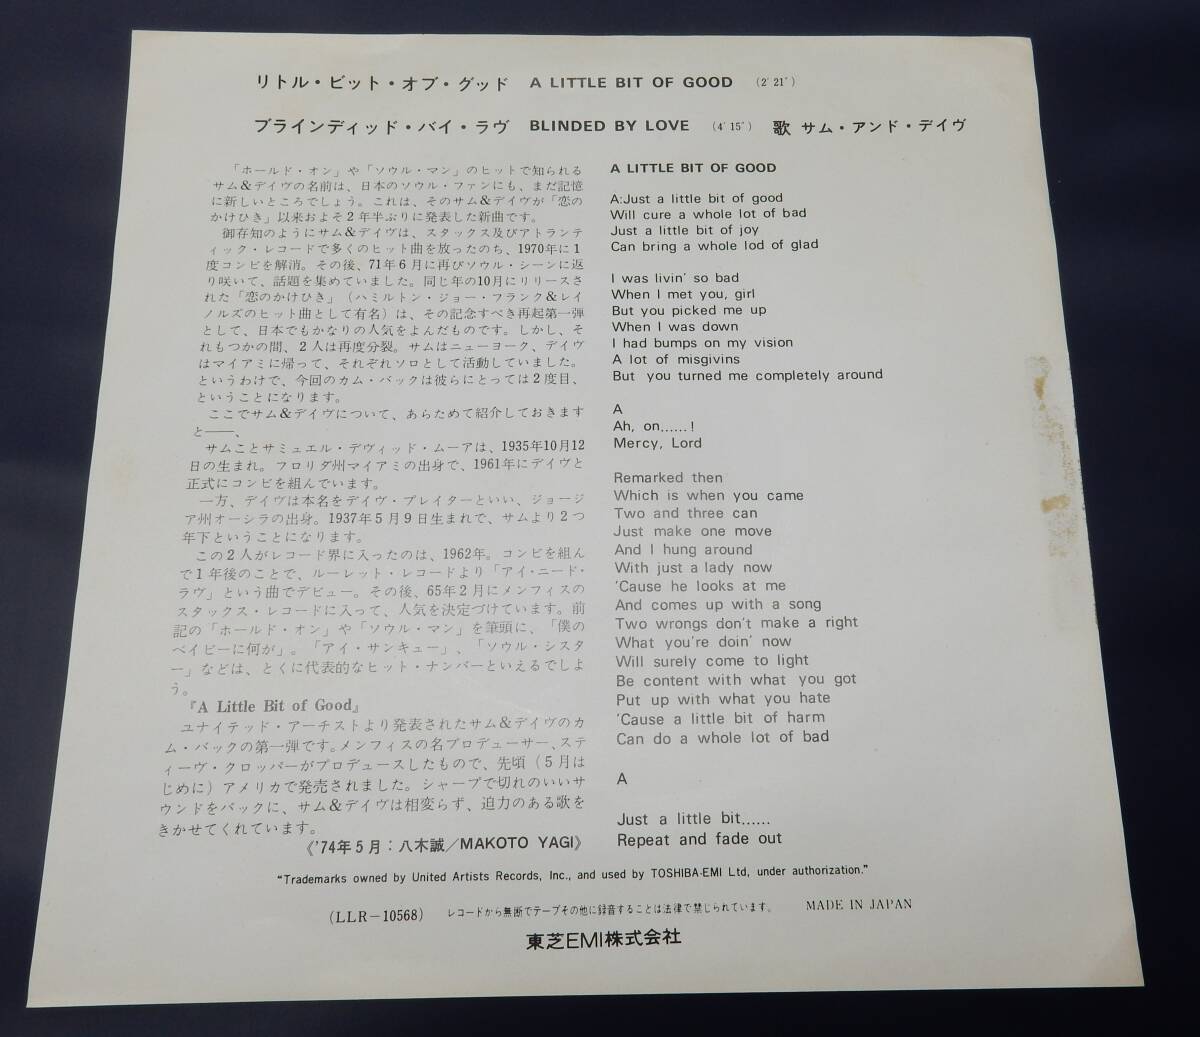 リトル・ビット・オブ・グッド A LITTLE BIT OF GOOD (2′21″)
ブラインディッド・バイ・ラヴ BLINDED BY LOVE (4′15″) 歌 サム・アンド・デイヴ
「ホールド・オン」や「ソウル・マン」のヒットで知られる
サム&デイヴの名前は、日本のソウル・ファンにも、まだ記憶
に新しいところでしょう。これは、そのサム&デイヴが「恋の
かけひき」以来およそ2年半ぶりに発表した新曲です。
御存知のようにサム&デイヴは、スタックス及びアトランテ
ィック・レコードで多くのヒット曲を放ったのち、1970年に1
度コンビを解消。その後、71年6月に再びソウル・シーンに返
り咲いて、話題を集めていました。同じ年の10月にリリースさ
れた「恋のかけひき」(ハミルトン・ジョー・フランク&レイ
ノルズのヒット曲として有名)は、その記念すべき再起第一弾
として、日本でもかなりの人気をよんだものです。しかし、そ
れもつかの間、2人は再度分裂。サムはニューヨーク、デイヴ
はマイアミに帰って、それぞれソロとして活動していました。
というわけで、今回のカム・バックは彼らにとっては2度目、
ということになります。
ここでサム&デイヴについて、あらためて紹介しておきます
と――、
サムことサミュエル・デヴィッド・ムーアは、1935年10月12
日の生まれ。フロリダ州マイアミの出身で、1961年にデイヴと
正式にコンビを組んでいます。
一方、デイヴは本名をデイヴ・プレイターといい、ジョージ
ア州オーシラの出身。1937年5月9日生まれで、サムより2つ
年下ということになります。
この2人がレコード界に入ったのは、1962年。コンビを組ん
で1年後のことで、ルーレット・レコードより「アイ・ニード・
ラヴ」という曲でデビュー。その後、65年2月にメンフィスの
スタックス・レコードに入って、人気を決定づけています。前
記の「ホールド・オン」や「ソウル・マン」を筆頭に、「僕の
ベイビーに何か」。「アイ・サンキュー」、「ソウル・シスタ
ー」などは、とくに代表的なヒット・ナンバーといえるでしょ
う。
『A Little Bit of Good』
ユナイテッド・アーチストより発表されたサム&デイヴのカ
ム・バックの第一弾です。メンフィスの名プロデューサー、ステ
ィーヴ・クロッパーがプロデュースしたもので、先頃(5月は
じめに)アメリカで発売されました。シャープで切れのいいサ
ウンドをバックに、サム&デイヴは相変らず、迫力のある歌を
きかせてくれています。
《'74年5月:八木誠/MAKOTO YAGI》
A LITTLE BIT OF GOOD
A:Just a little bit of good
Will cure a whole lot of bad
Just a little bit of joy
Can bring a whole lod of glad
I was livin' so bad
When I met you, girl
But you picked me up
When I was down
I had bumps on my vision
A lot of misgivins
But you turned me completely around
A
Ah, on......!
Mercy, Lord
Remarked then
Which is when you came
Two and three can
Just make one move
And I hung around
With just a lady now
'Cause he looks at me
And comes up with a song
Two wrongs don't make a right
What you're doin' now
Will surely come to light
Be content with what you got
Put up with what you hate
'Cause a little bit of harm
Can do a whole lot of bad
A
Just a little bit......
Repeat and fade out
"Trademarks owned by United Artists Records, Inc., and used by TOSHIBA-EMI Ltd, under authorization."
(LLR-10568) レコードから無断でテープその他に録音することは法律で禁じられています。 MADE IN JAPAN
東芝EMI株式会社